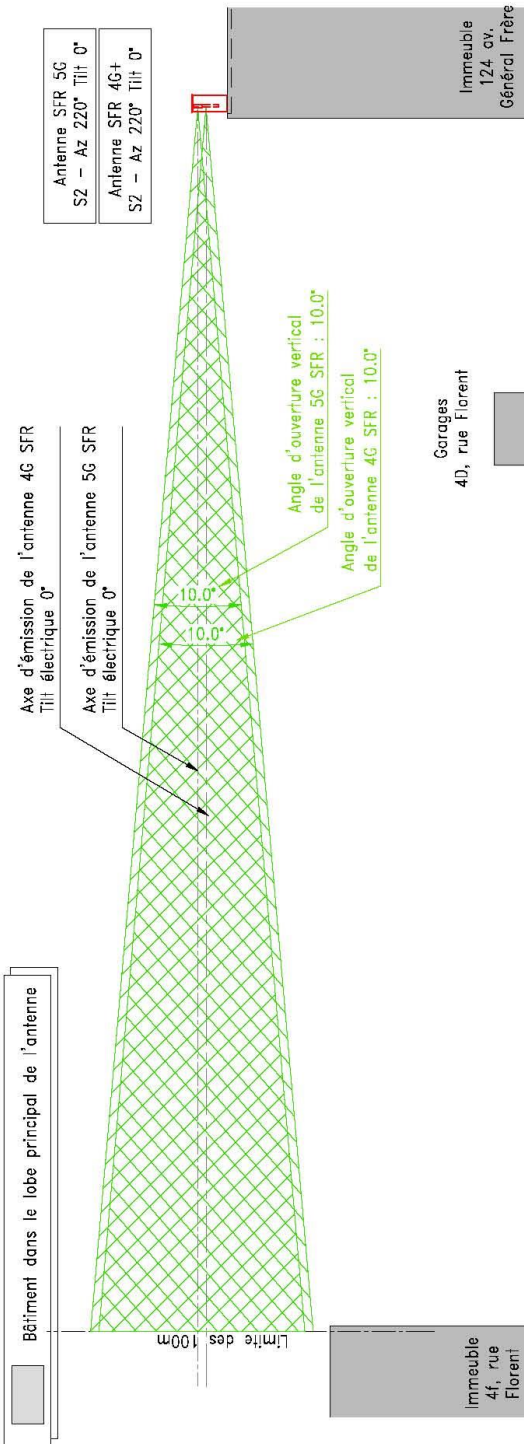 Bâtiment dans le lobe principal de l'antenne
Axe d'émission de l'antenne 4G SFR
Tilt électrique 0°
Axe d'émission de l'antenne 5G SFR
Tilt électrique 0°
Antenne SFR 5G
S2 - Az 220° Tilt 0°
Antenne SFR 4G+
S2 - Az 220° Tilt 0°
10.0°
10.0°
Limite des 100m
Angle d'ouverture vertical
de l'antenne 5G SFR : 10.0°
Angle d'ouverture vertical
de l'antenne 4G SFR : 10.0°
Immeuble
4f, rue
Florent
Garages
4D, rue Florent
Immeuble
124 av.
Général Frère